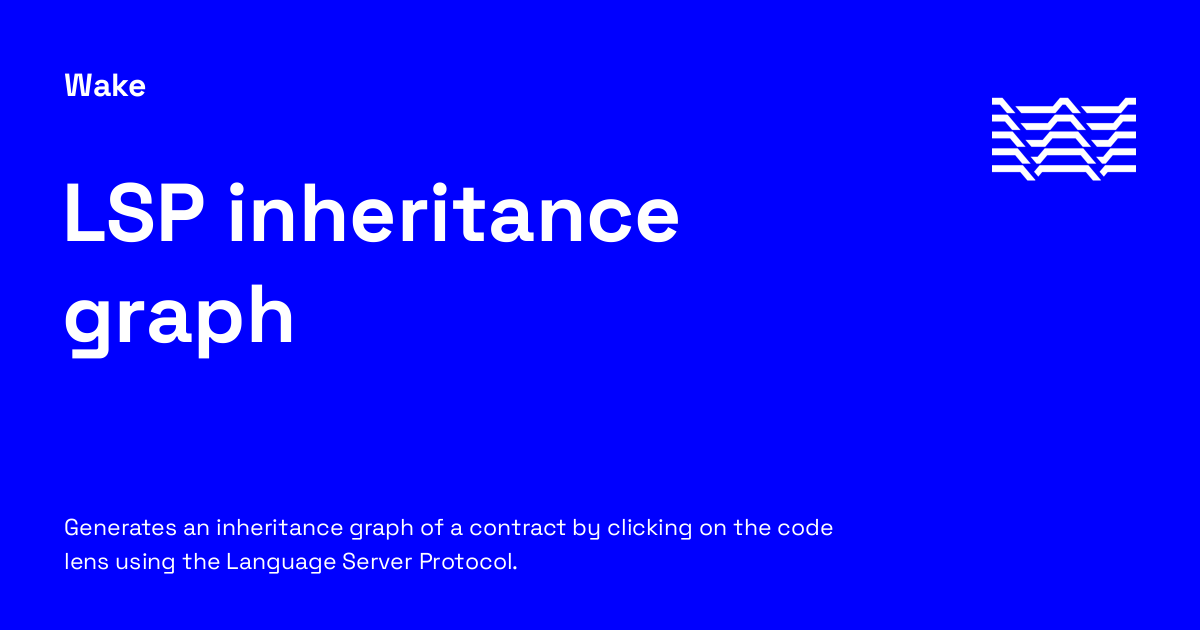 Wake
LSP inheritance
graph
Generates an inheritance graph of a contract by clicking on the code
lens using the Language Server Protocol.